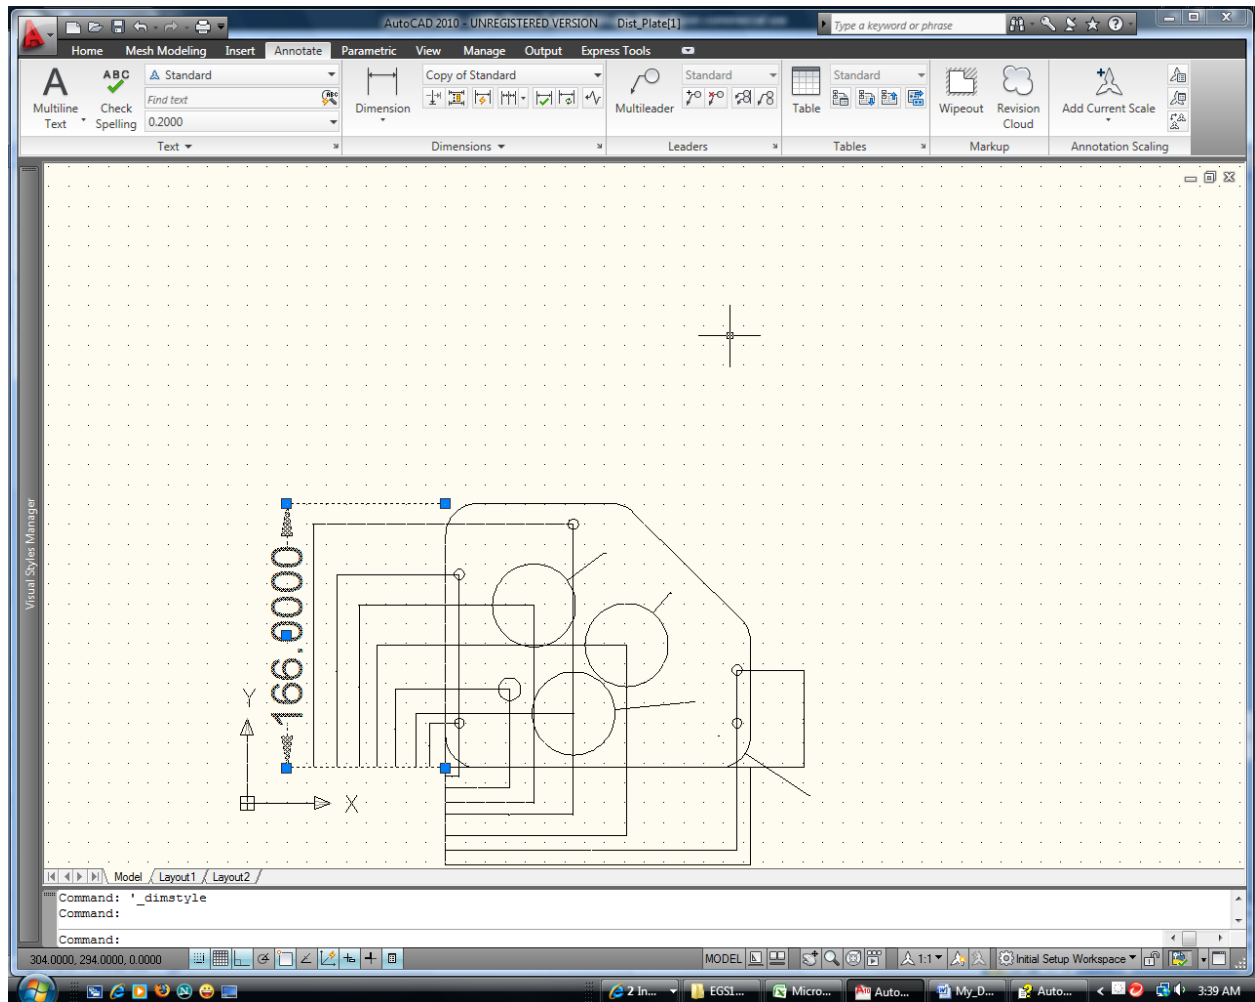 AutoCAD 2010 - UNREGISTERED VERSION Dist_Plate[1]
Type a keyword or phrase
Home Mesh Modeling Insert Annotate Parametric View Manage Output Express Tools
A ABC A Standard Copy of Standard Standard Standard
Find text ABC
Multiline Text Check Spelling Dimension Multileader Table Wipeout Revision Cloud Add Current Scale
0.2000
Text Dimensions Leaders Tables Markup Annotation Scaling
Visual Styles Manager
166.0000
Y
X
Model Layout1 Layout2
Command: '_dimstyle
Command:
Command:
304.0000, 294.0000, 0.0000 MODEL 1:1 Initial Setup Workspace
2 In... EGS1... Micro... Auto... My_D... Auto... 3:39 AM